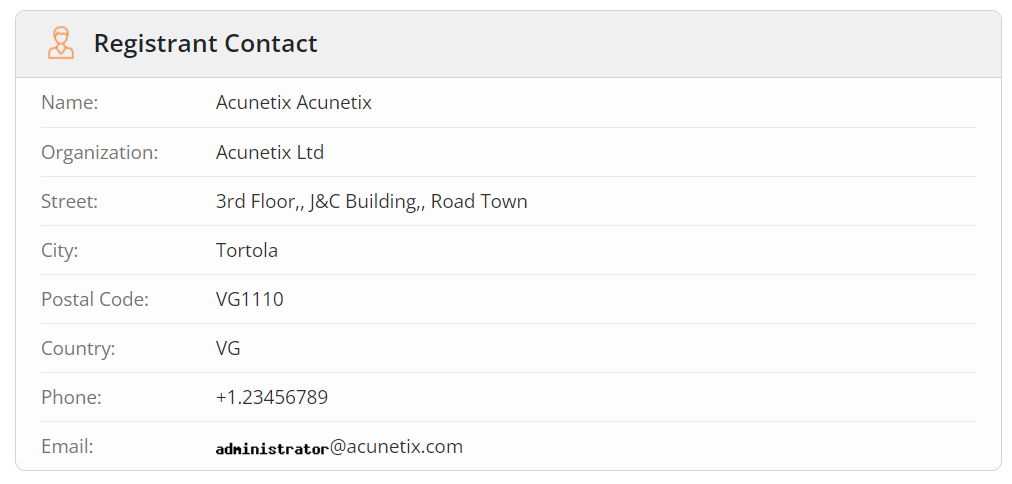 Registrant Contact
Name: Acunetix Acunetix
Organization: Acunetix Ltd
Street: 3rd Floor,, J&C Building,, Road Town
City: Tortola
Postal Code: VG1110
Country: VG
Phone: +1.23456789
Email: administrator@acunetix.com